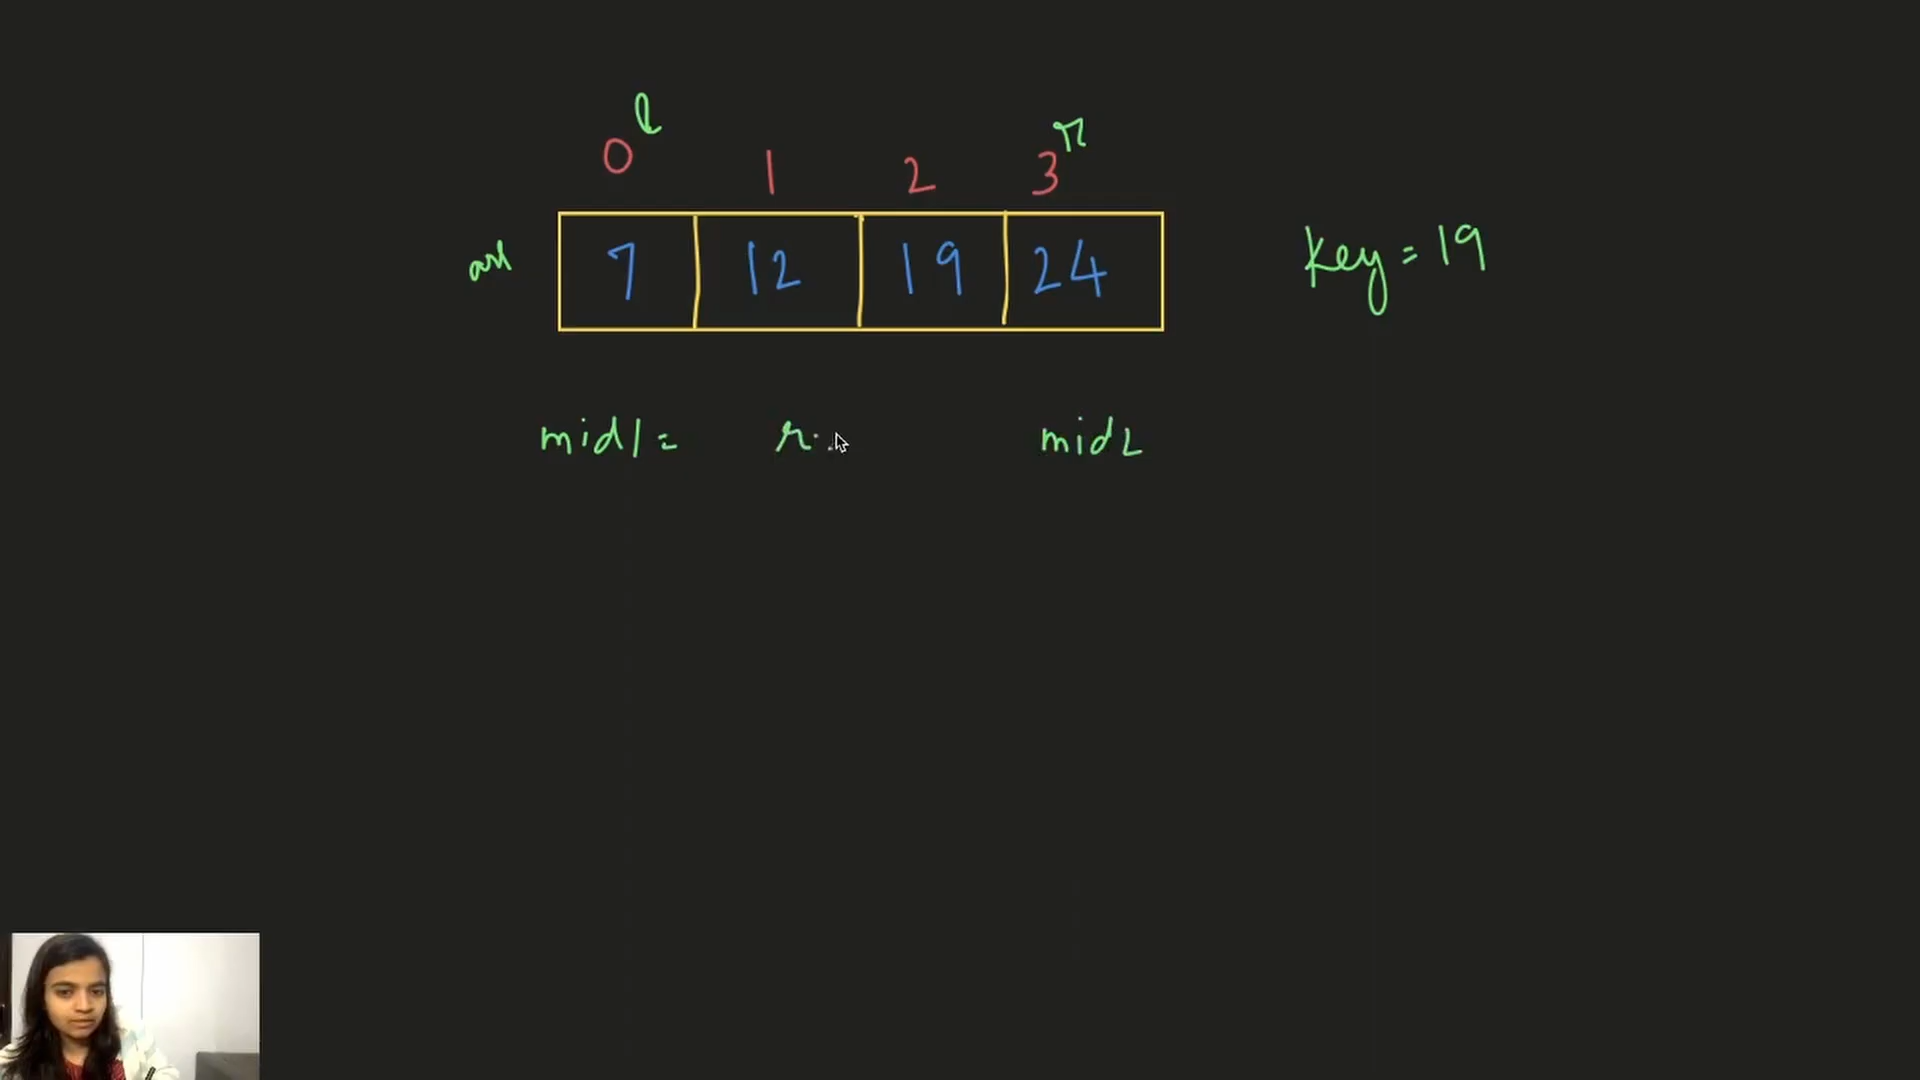 l r
0 1 2 3
arr 7 12 19 24 key = 19
mid1 = r - mid2